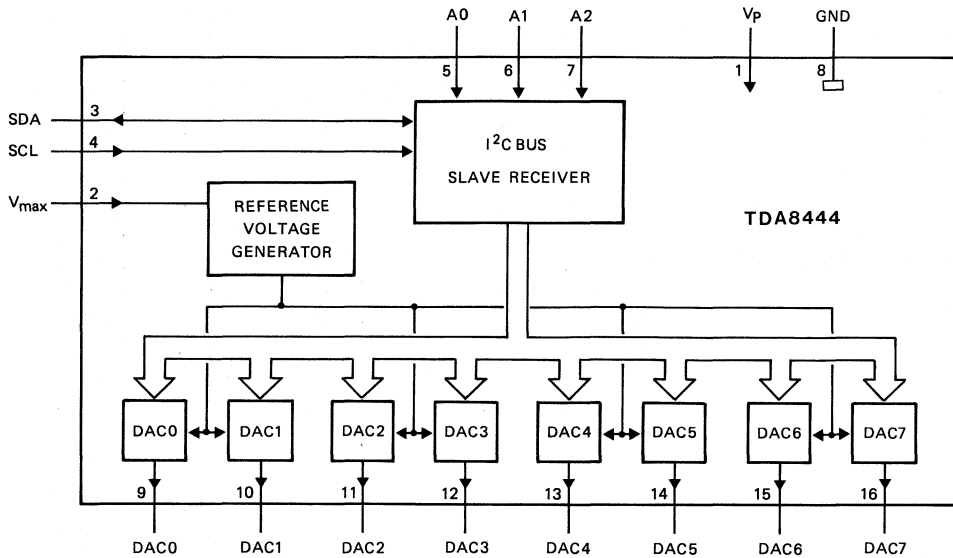 A0 A1 A2 VP GND
5 6 7 1 8
SDA 3
SCL 4
I²C BUS
SLAVE RECEIVER
Vmax 2
REFERENCE
VOLTAGE
GENERATOR
TDA8444
DAC0 DAC1 DAC2 DAC3 DAC4 DAC5 DAC6 DAC7
9 10 11 12 13 14 15 16
DAC0 DAC1 DAC2 DAC3 DAC4 DAC5 DAC6 DAC7